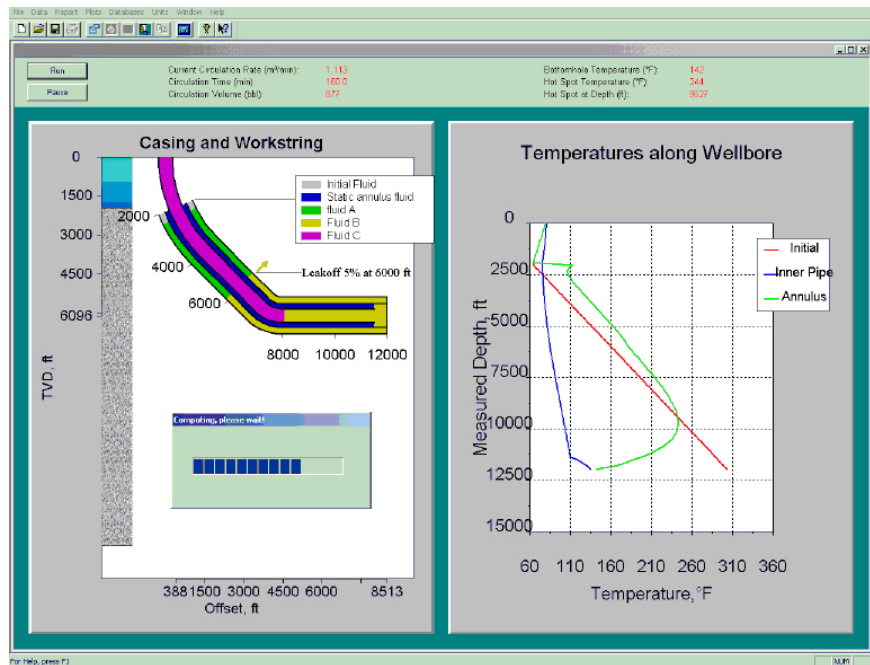 File Data Report Plots Databases Units Window Help
Run
Pause
Current Circulation Rate (m³/min): 1.113
Circulation Time (min): 160.0
Circulation Volume (bbl): 877
Bottomhole Temperature (°F): 142
Hot Spot Temperature (°F): 244
Hot Spot at Depth (ft): 9627
Casing and Workstring
TVD, ft
0
1500
3000
4500
6096
2000
4000
6000
8000 10000 12000
Initial Fluid
Static annulus fluid
fluid A
Fluid B
Fluid C
Leakoff 5% at 6000 ft
Computing, please wait!
388 1500 3000 4500 6000 8513
Offset, ft
Temperatures along Wellbore
Measured Depth, ft
0
2500
5000
7500
10000
12500
15000
Initial
Inner Pipe
Annulus
60 110 160 210 260 310 360
Temperature,°F
For Help, press F1
NUM